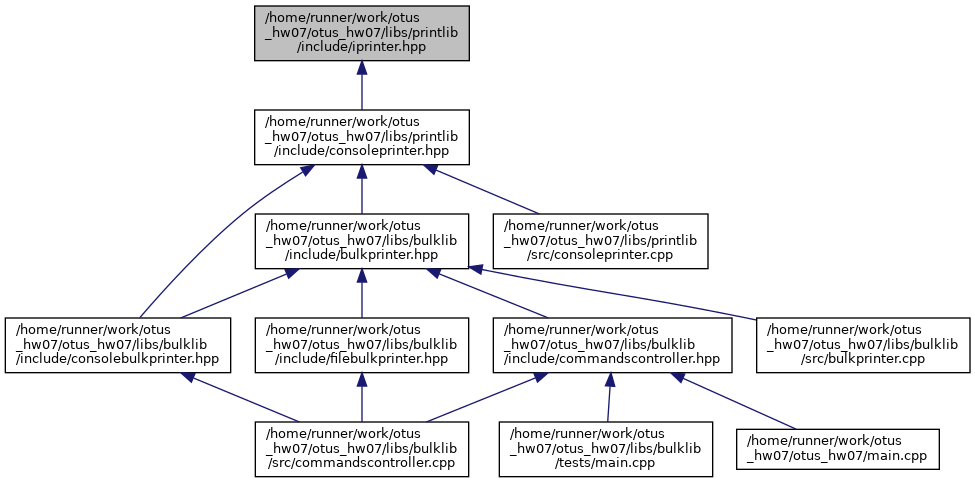 /home/runner/work/otus
_hw07/otus_hw07/libs/printlib
/include/iprinter.hpp
/home/runner/work/otus
_hw07/otus_hw07/libs/printlib
/include/consoleprinter.hpp
/home/runner/work/otus
_hw07/otus_hw07/libs/bulklib
/include/bulkprinter.hpp
/home/runner/work/otus
_hw07/otus_hw07/libs/printlib
/src/consoleprinter.cpp
/home/runner/work/otus
_hw07/otus_hw07/libs/bulklib
/include/consolebulkprinter.hpp
/home/runner/work/otus
_hw07/otus_hw07/libs/bulklib
/include/filebulkprinter.hpp
/home/runner/work/otus
_hw07/otus_hw07/libs/bulklib
/include/commandscontroller.hpp
/home/runner/work/otus
_hw07/otus_hw07/libs/bulklib
/src/bulkprinter.cpp
/home/runner/work/otus
_hw07/otus_hw07/libs/bulklib
/src/commandscontroller.cpp
/home/runner/work/otus
_hw07/otus_hw07/libs/bulklib
/tests/main.cpp
/home/runner/work/otus
_hw07/otus_hw07/main.cpp